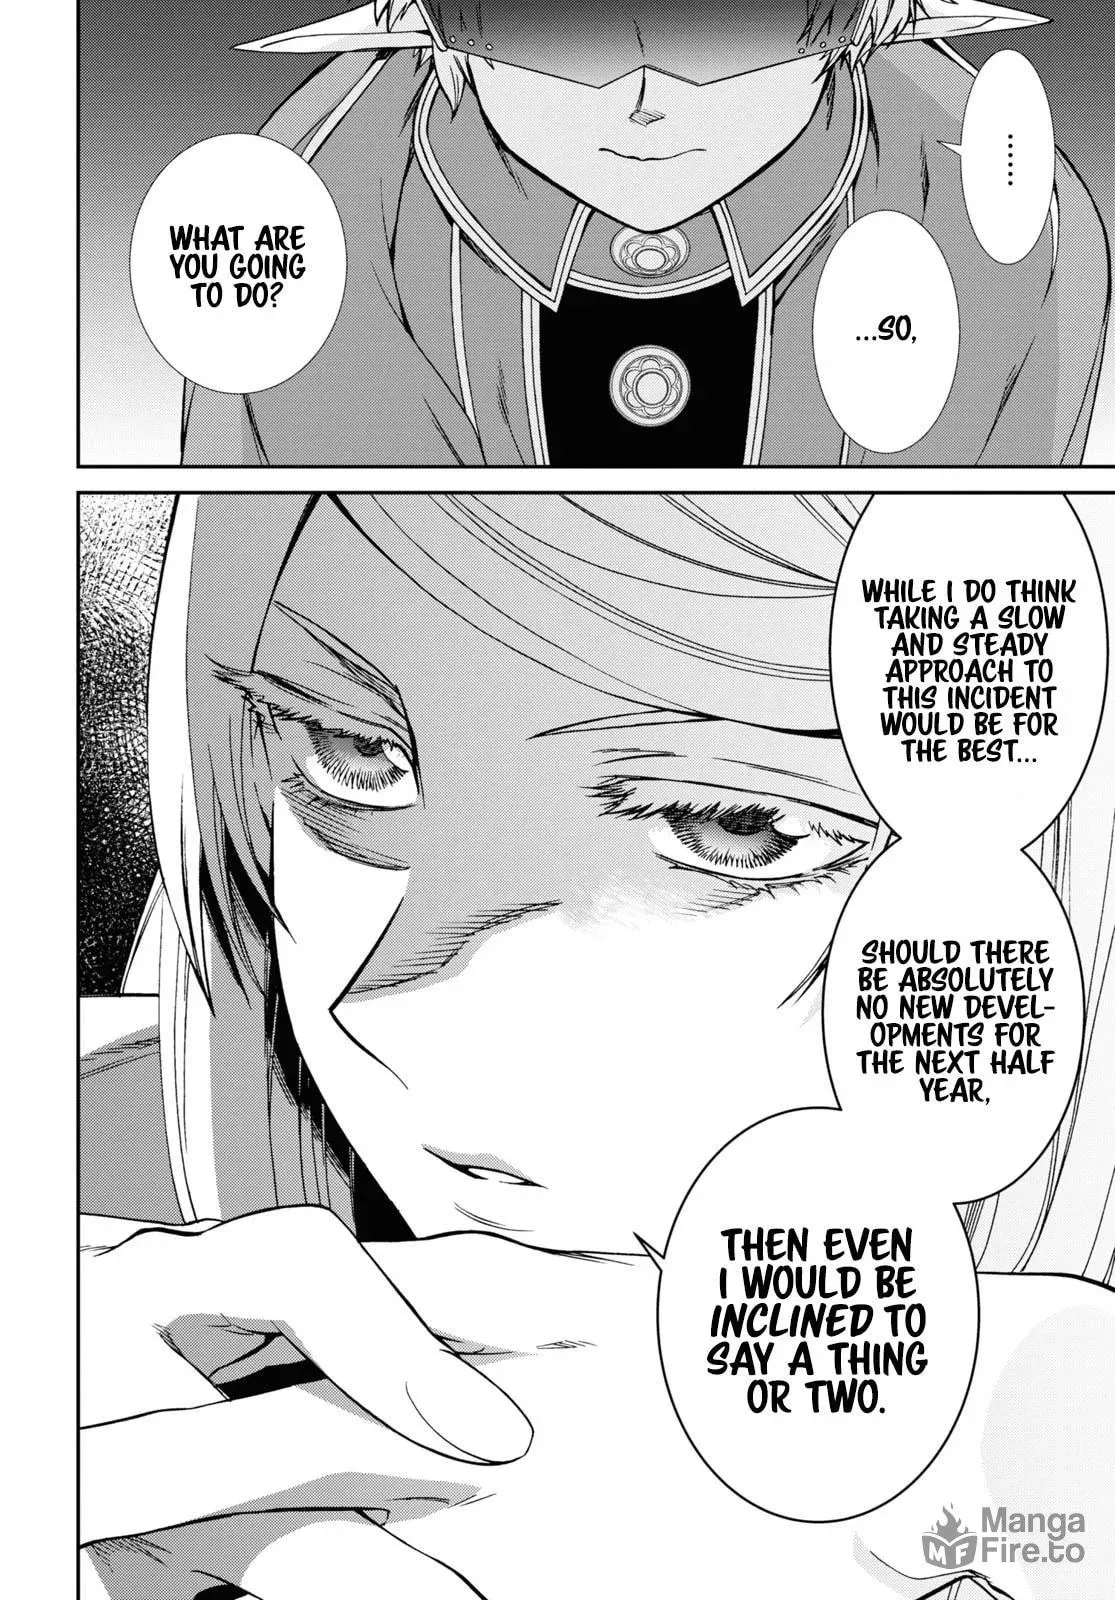 ......
...SO,
WHAT ARE
YOU GOING
TO DO?
WHILE I DO THINK
TAKING A SLOW
AND STEADY
APPROACH TO
THIS INCIDENT
WOULD BE FOR
THE BEST...
SHOULD THERE
BE ABSOLUTELY
NO NEW DEVEL-
OPMENTS FOR
THE NEXT HALF
YEAR,
THEN EVEN
I WOULD BE
INCLINED TO
SAY A THING
OR TWO.
MF Manga
Fire.to